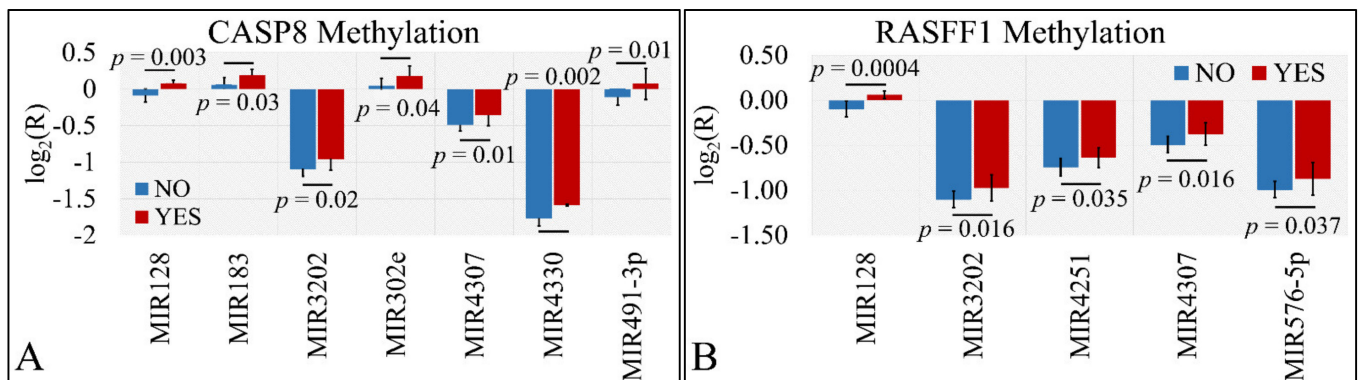 CASP8 Methylation
0.5
0
-0.5
-1
-1.5
-2
log2(R)
p = 0.003
p = 0.03
p = 0.02
p = 0.04
p = 0.01
p = 0.002
p = 0.01
NO
YES
MIR128
MIR183
MIR3202
MIR302e
MIR4307
MIR4330
MIR491-3p
A
RASFF1 Methylation
0.50
0.00
-0.50
-1.00
-1.50
log2(R)
NO YES
p = 0.0004
p = 0.016
p = 0.035
p = 0.016
p = 0.037
MIR128
MIR3202
MIR4251
MIR4307
MIR576-5p
B